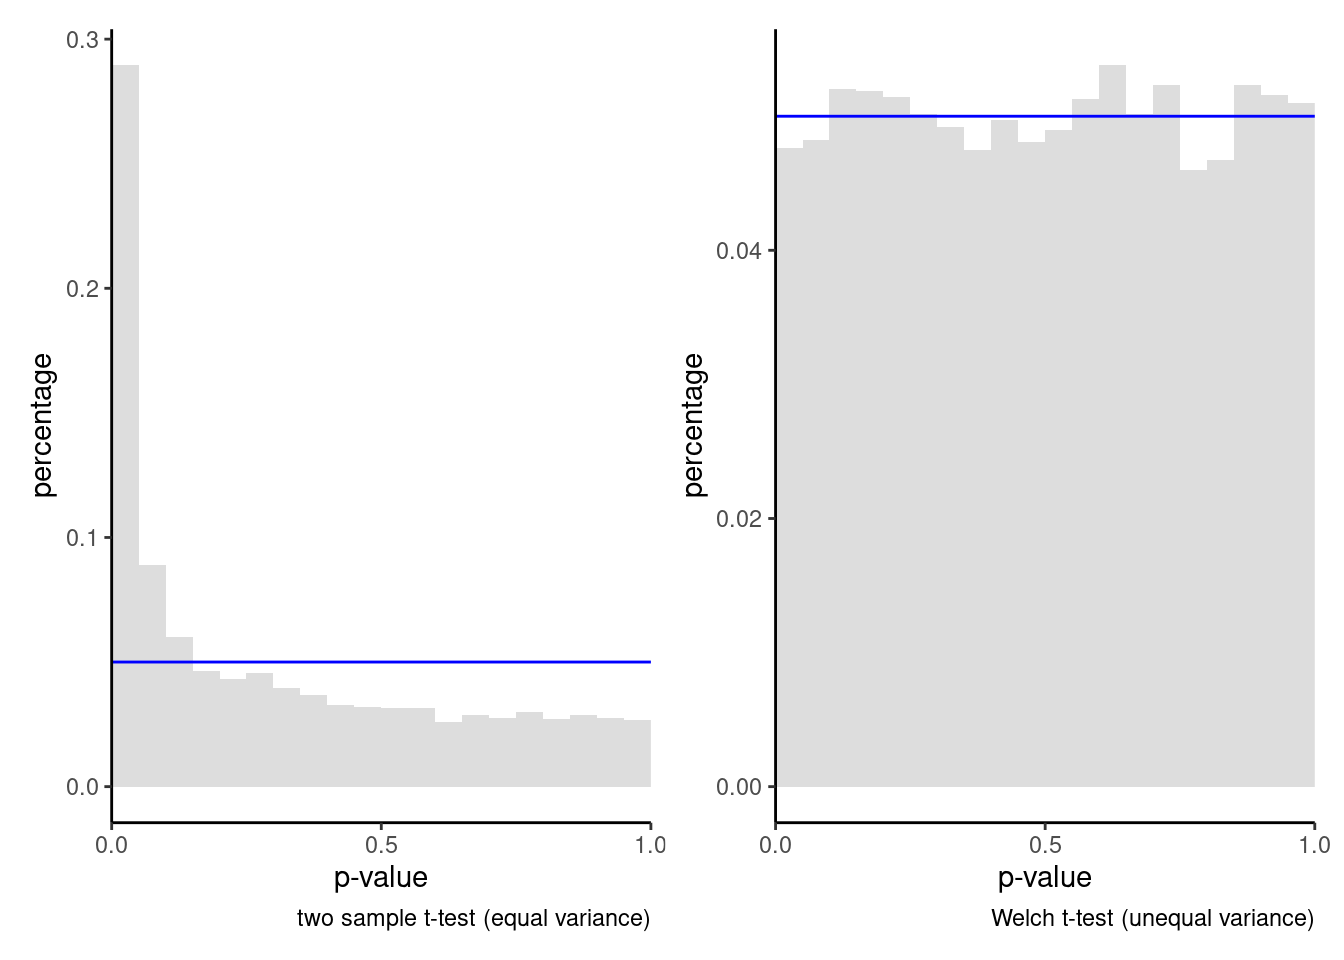 0.3
0.2
0.1
0.0
percentage
0.0 0.5 1.0
p-value
two sample t-test (equal variance)
0.04
0.02
0.00
percentage
0.0 0.5 1.0
p-value
Welch t-test (unequal variance)